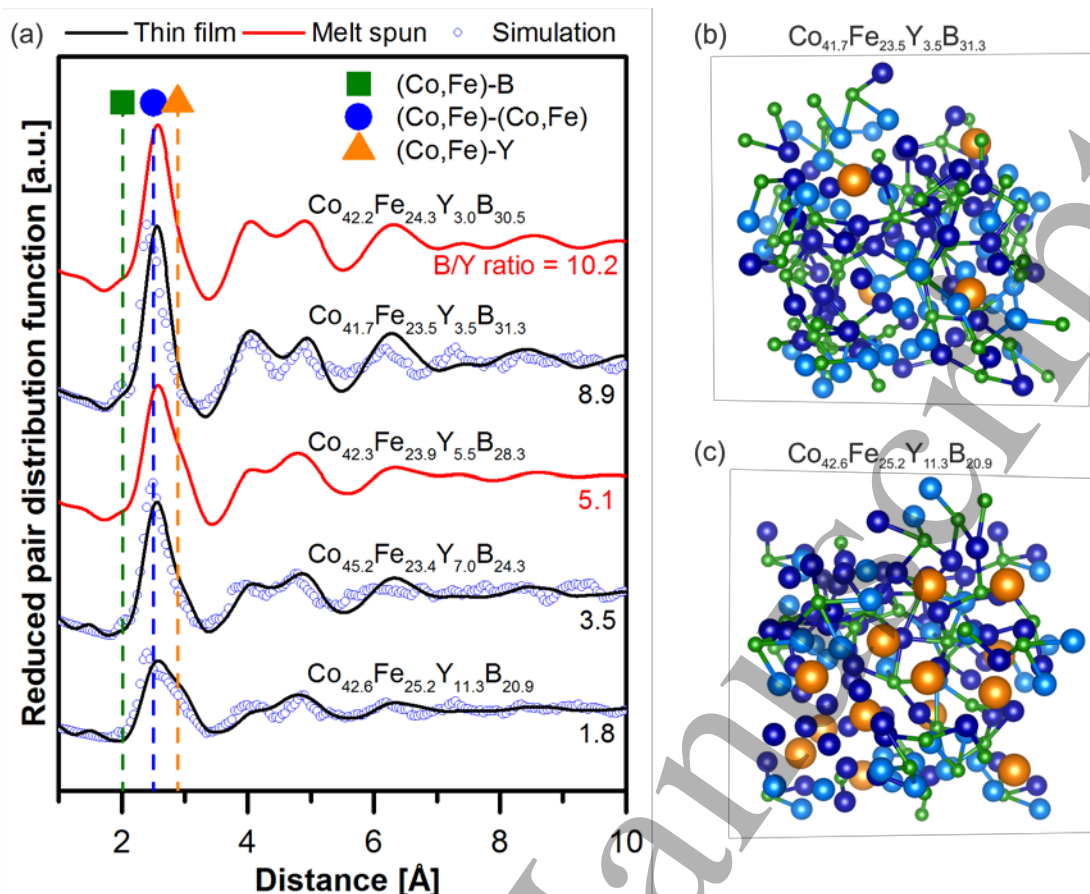 (a) Thin film Melt spun Simulation
(Co,Fe)-B
(Co,Fe)-(Co,Fe)
(Co,Fe)-Y
Co42.2Fe24.3Y3.0B30.5
B/Y ratio = 10.2
Co41.7Fe23.5Y3.5B31.3
8.9
Co42.3Fe23.9Y5.5B28.3
5.1
Co45.2Fe23.4Y7.0B24.3
3.5
Co42.6Fe25.2Y11.3B20.9
1.8
Reduced pair distribution function [a.u.]
2 4 6 8 10
Distance [Å]
(b) Co41.7Fe23.5Y3.5B31.3
(c) Co42.6Fe25.2Y11.3B20.9